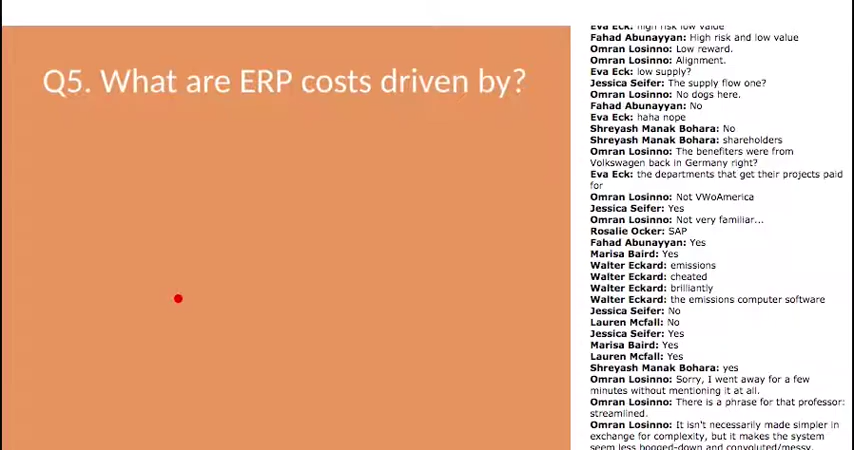 Q5. What are ERP costs driven by?
Eva Eck: high risk low value
Fahad Abunayyan: High risk and low value
Omran Losinno: Low reward.
Omran Losinno: Alignment.
Eva Eck: low supply?
Jessica Seifer: The supply flow one?
Omran Losinno: No dogs here.
Fahad Abunayyan: No
Eva Eck: haha nope
Shreyash Manak Bohara: No
Shreyash Manak Bohara: shareholders
Omran Losinno: The benefiters were from
Volkswagen back in Germany right?
Eva Eck: the departments that get their projects paid
for
Omran Losinno: Not VWoAmerica
Jessica Seifer: Yes
Omran Losinno: Not very familiar...
Rosalie Ocker: SAP
Fahad Abunayyan: Yes
Marisa Baird: Yes
Walter Eckard: emissions
Walter Eckard: cheated
Walter Eckard: brilliantly
Walter Eckard: the emissions computer software
Jessica Seifer: No
Lauren Mcfall: No
Jessica Seifer: Yes
Marisa Baird: Yes
Lauren Mcfall: Yes
Shreyash Manak Bohara: yes
Omran Losinno: Sorry, I went away for a few
minutes without mentioning it at all.
Omran Losinno: There is a phrase for that professor:
streamlined.
Omran Losinno: It isn't necessarily made simpler in
exchange for complexity, but it makes the system
seem less bogged-down and convoluted/messy.